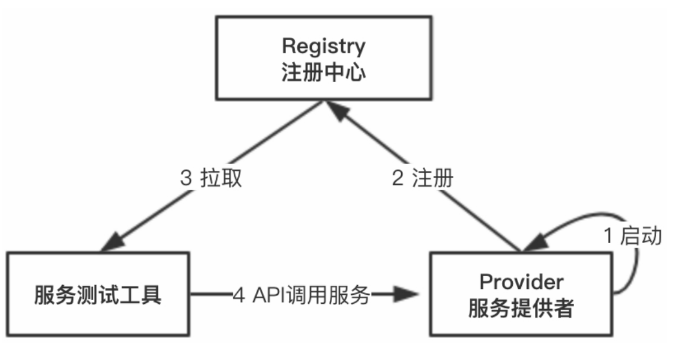 Registry
注册中心
3 拉取
2 注册
1 启动
服务测试工具
4 API调用服务
Provider
服务提供者